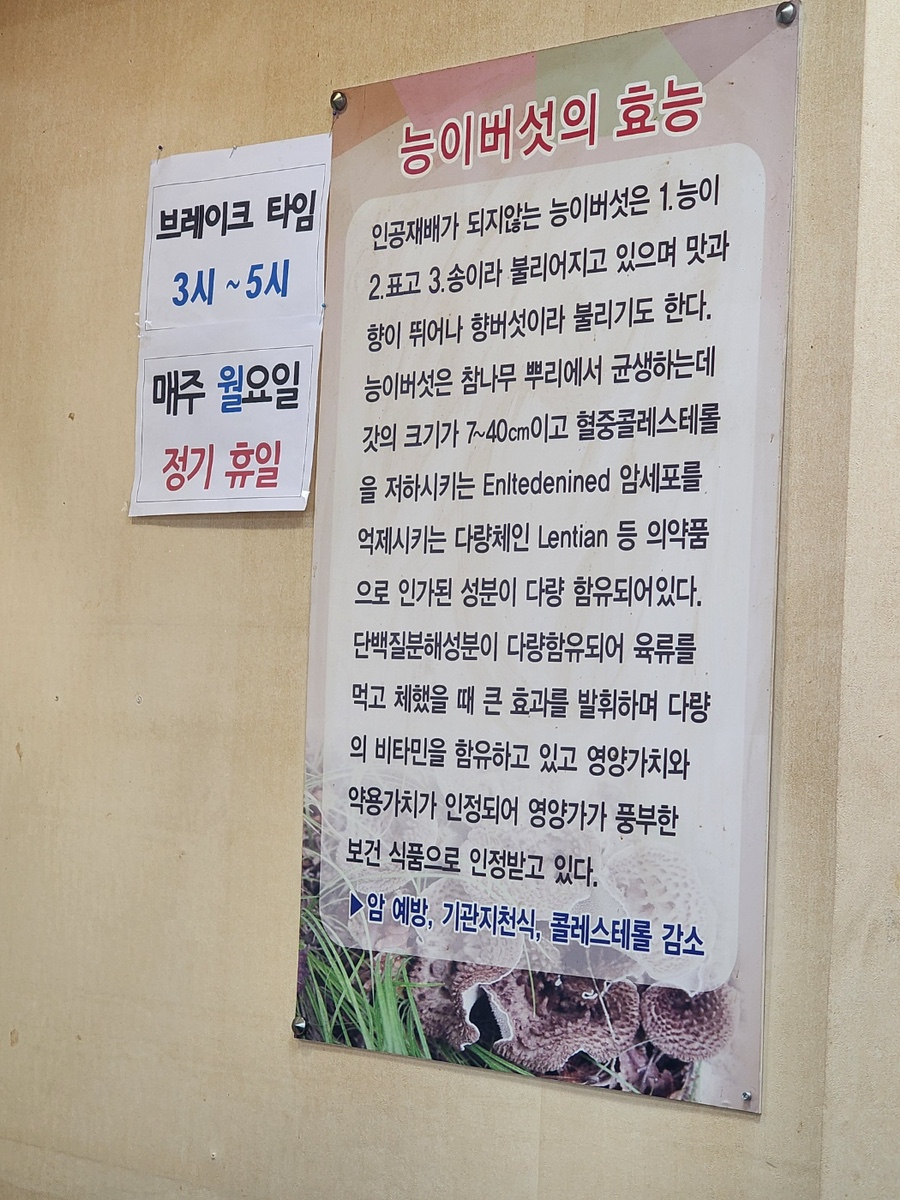 브레이크 타임
3시 ~ 5시
매주 월요일
정기 휴일
능이버섯의 효능
인공재배가 되지않는 능이버섯은 1.능이
2.표고 3.송이라 불리어지고 있으며 맛과
향이 뛰어나 향버섯이라 불리기도 한다.
능이버섯은 참나무 뿌리에서 균생하는데
갓의 크기가 7~40㎝이고 혈중콜레스테롤
을 저하시키는 Enltedenined 암세포를
억제시키는 다량체인 Lentian 등 의약품
으로 인가된 성분이 다량 함유되어있다.
단백질분해성분이 다량함유되어 육류를
먹고 체했을 때 큰 효과를 발휘하며 다량
의 비타민을 함유하고 있고 영양가치와
약용가치가 인정되어 영양가가 풍부한
보건 식품으로 인정받고 있다.
▶암 예방, 기관지천식, 콜레스테롤 감소